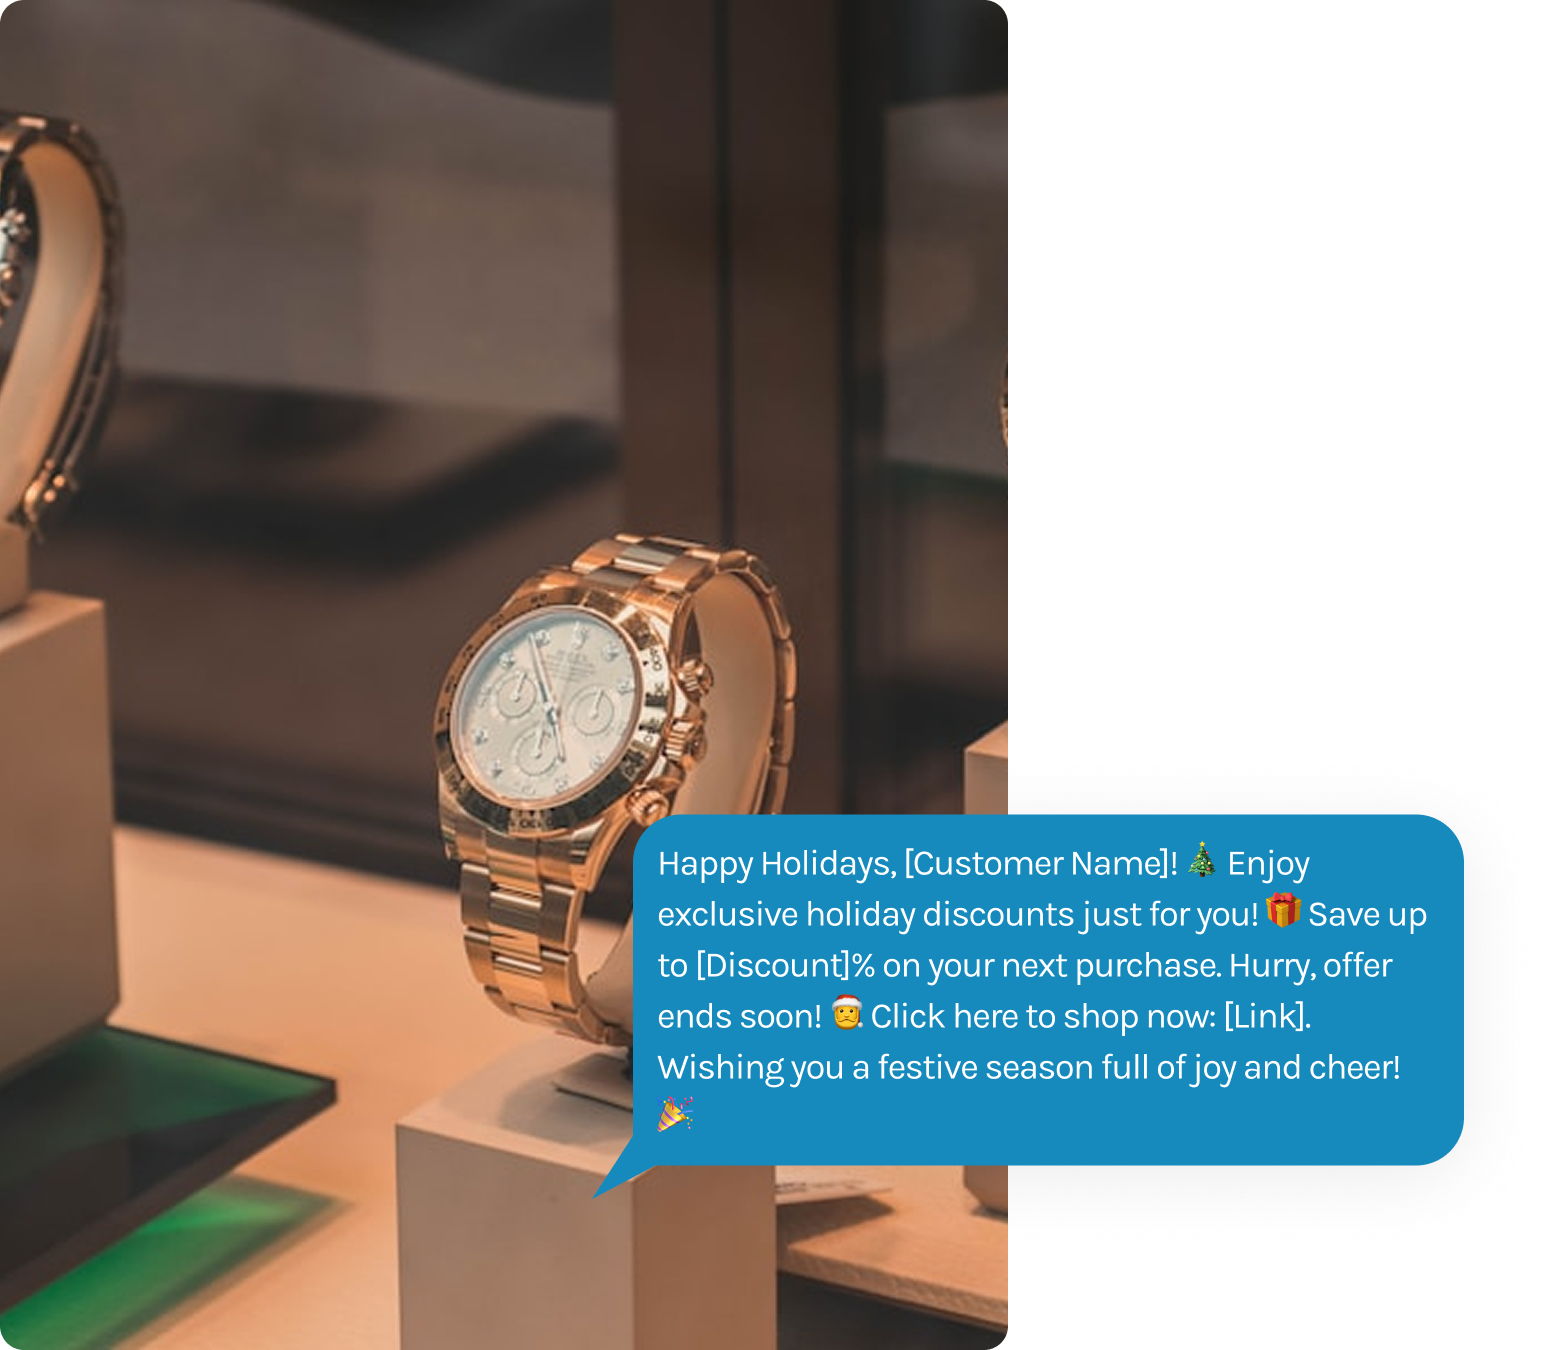 Happy Holidays, [Customer Name]! 🎄 Enjoy
exclusive holiday discounts just for you! 🎁 Save up
to [Discount]% on your next purchase. Hurry, offer
ends soon! 🎅 Click here to shop now: [Link].
Wishing you a festive season full of joy and cheer!
🎉